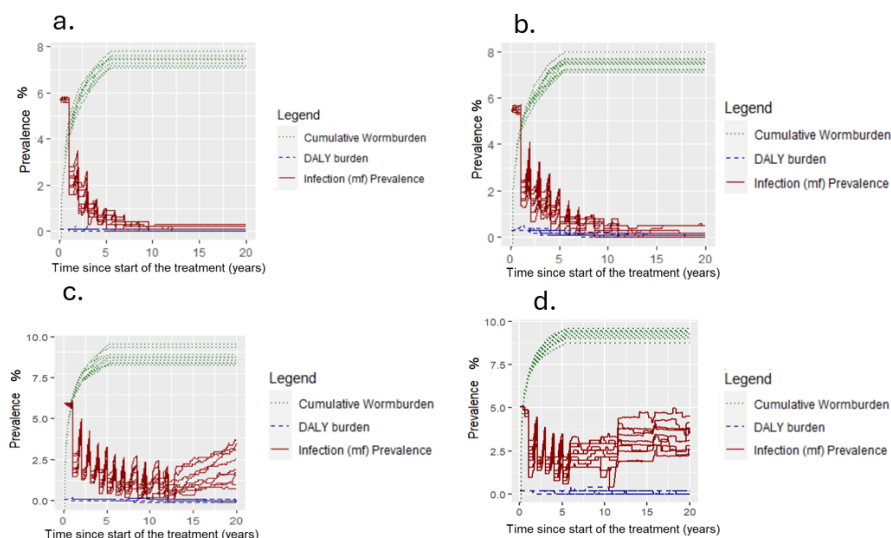 a.
8
6
4
2
0
Prevalence %
0 5 10 15 20
Time since start of the treatment (years)
Legend
Cumulative Wormburden
DALY burden
Infection (mf) Prevalence
b.
8
6
4
2
0
Prevalence %
0 5 10 15 20
Time since start of the treatment (years)
Legend
Cumulative Wormburden
DALY burden
Infection (mf) Prevalence
c.
10.0
7.5
5.0
2.5
0.0
Prevalence %
0 5 10 15 20
Time since start of the treatment (years)
Legend
Cumulative Wormburden
DALY burden
Infection (mf) Prevalence
d.
10.0
7.5
5.0
2.5
0.0
Prevalence %
0 5 10 15 20
Time since start of the treatment (years)
Legend
Cumulative Wormburden
DALY burden
Infection (mf) Prevalence